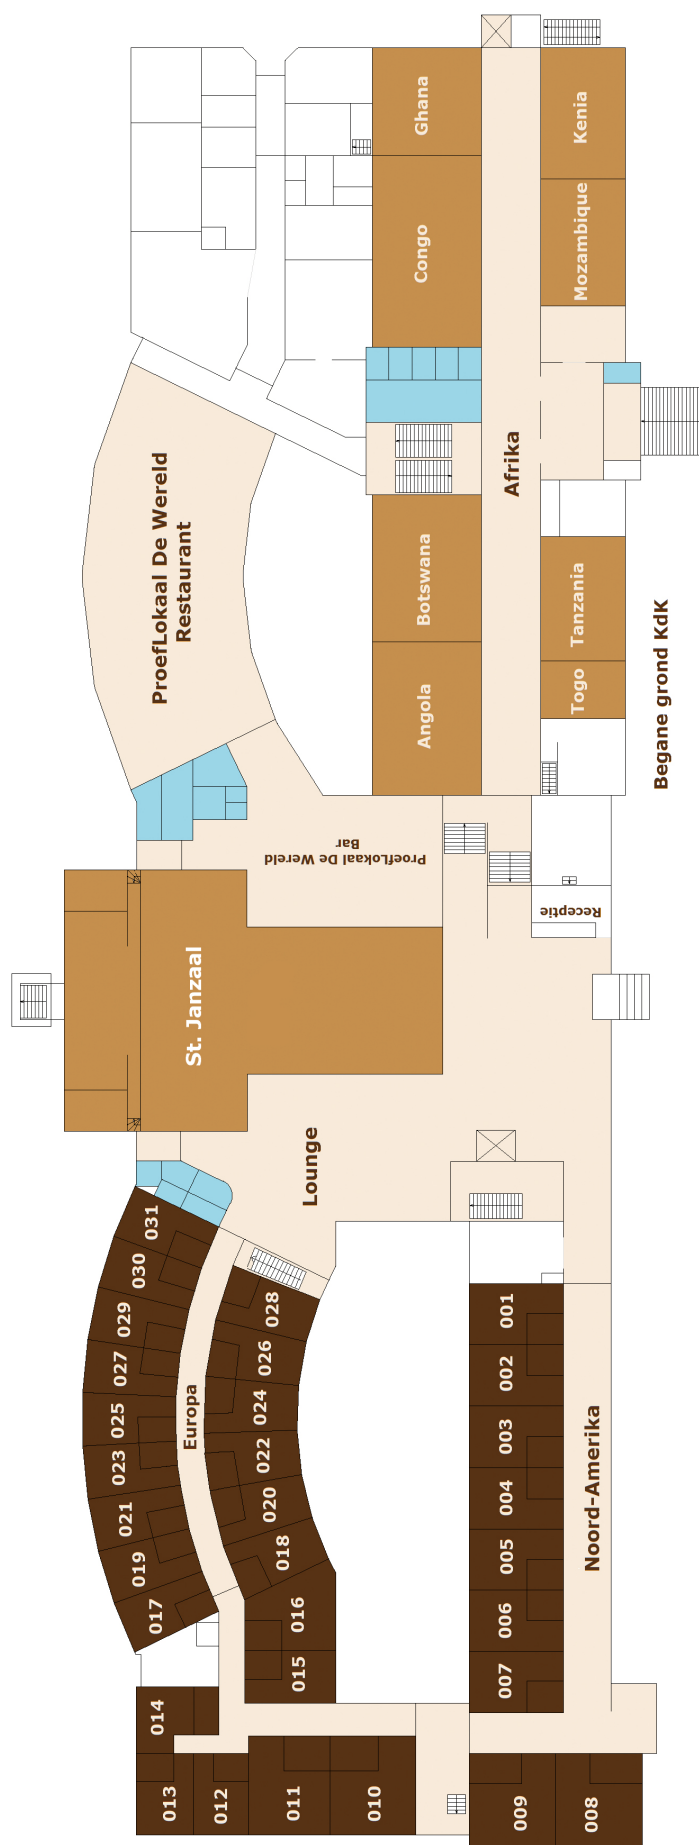 Ghana
Kenia
Congo
Mozambique
Afrika
ProefLokaal De Wereld
Restaurant
Botswana
Tanzania
Angola
Togo
Begane grond KdK
ProefLokaal De Wereld
Bar
Receptie
St. Janzaal
Lounge
031
030
029
027
025
023
021
019
017
Europa
028
026
024
022
020
018
016
015
014
013
012
011
010
001
002
003
004
005
006
007
Noord-Amerika
009
008